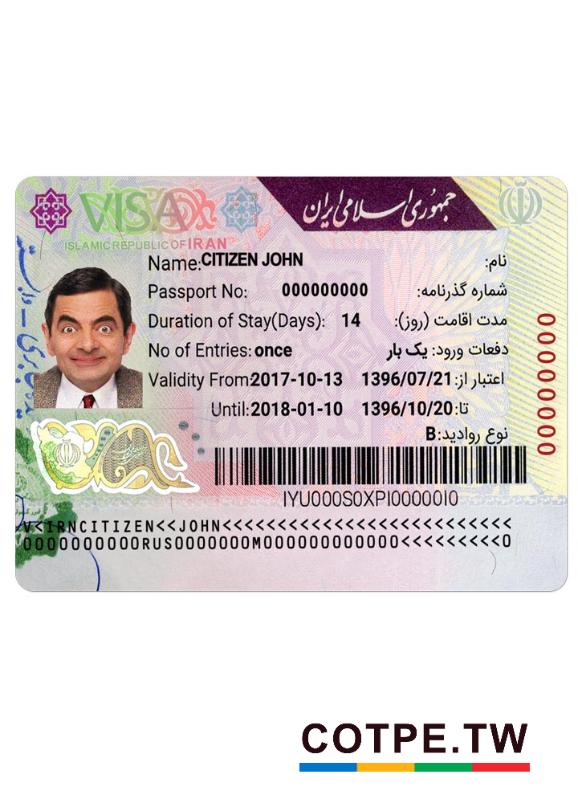 VISA
جمهوری اسلامی ایران
ISLAMIC REPUBLIC OF IRAN
Name: CITIZEN JOHN نام:
Passport No: 000000000 شماره گذرنامه:
Duration of Stay(Days): 14 مدت اقامت (روز):
No of Entries: once دفعات ورود: یک بار
Validity From: 2017-10-13 اعتبار از: 1396/07/21
Until: 2018-01-10 تا: 1396/10/20
نوع روادید: B
00000000
IYU000S0XPI00000I0
V<IRNCITIZEN<<JOHN<<<<<<<<<<<<<<<<<<<<<<<<<<
0000000000RUS0000000M000000000000<<<<<<<<<0
COTPE.TW